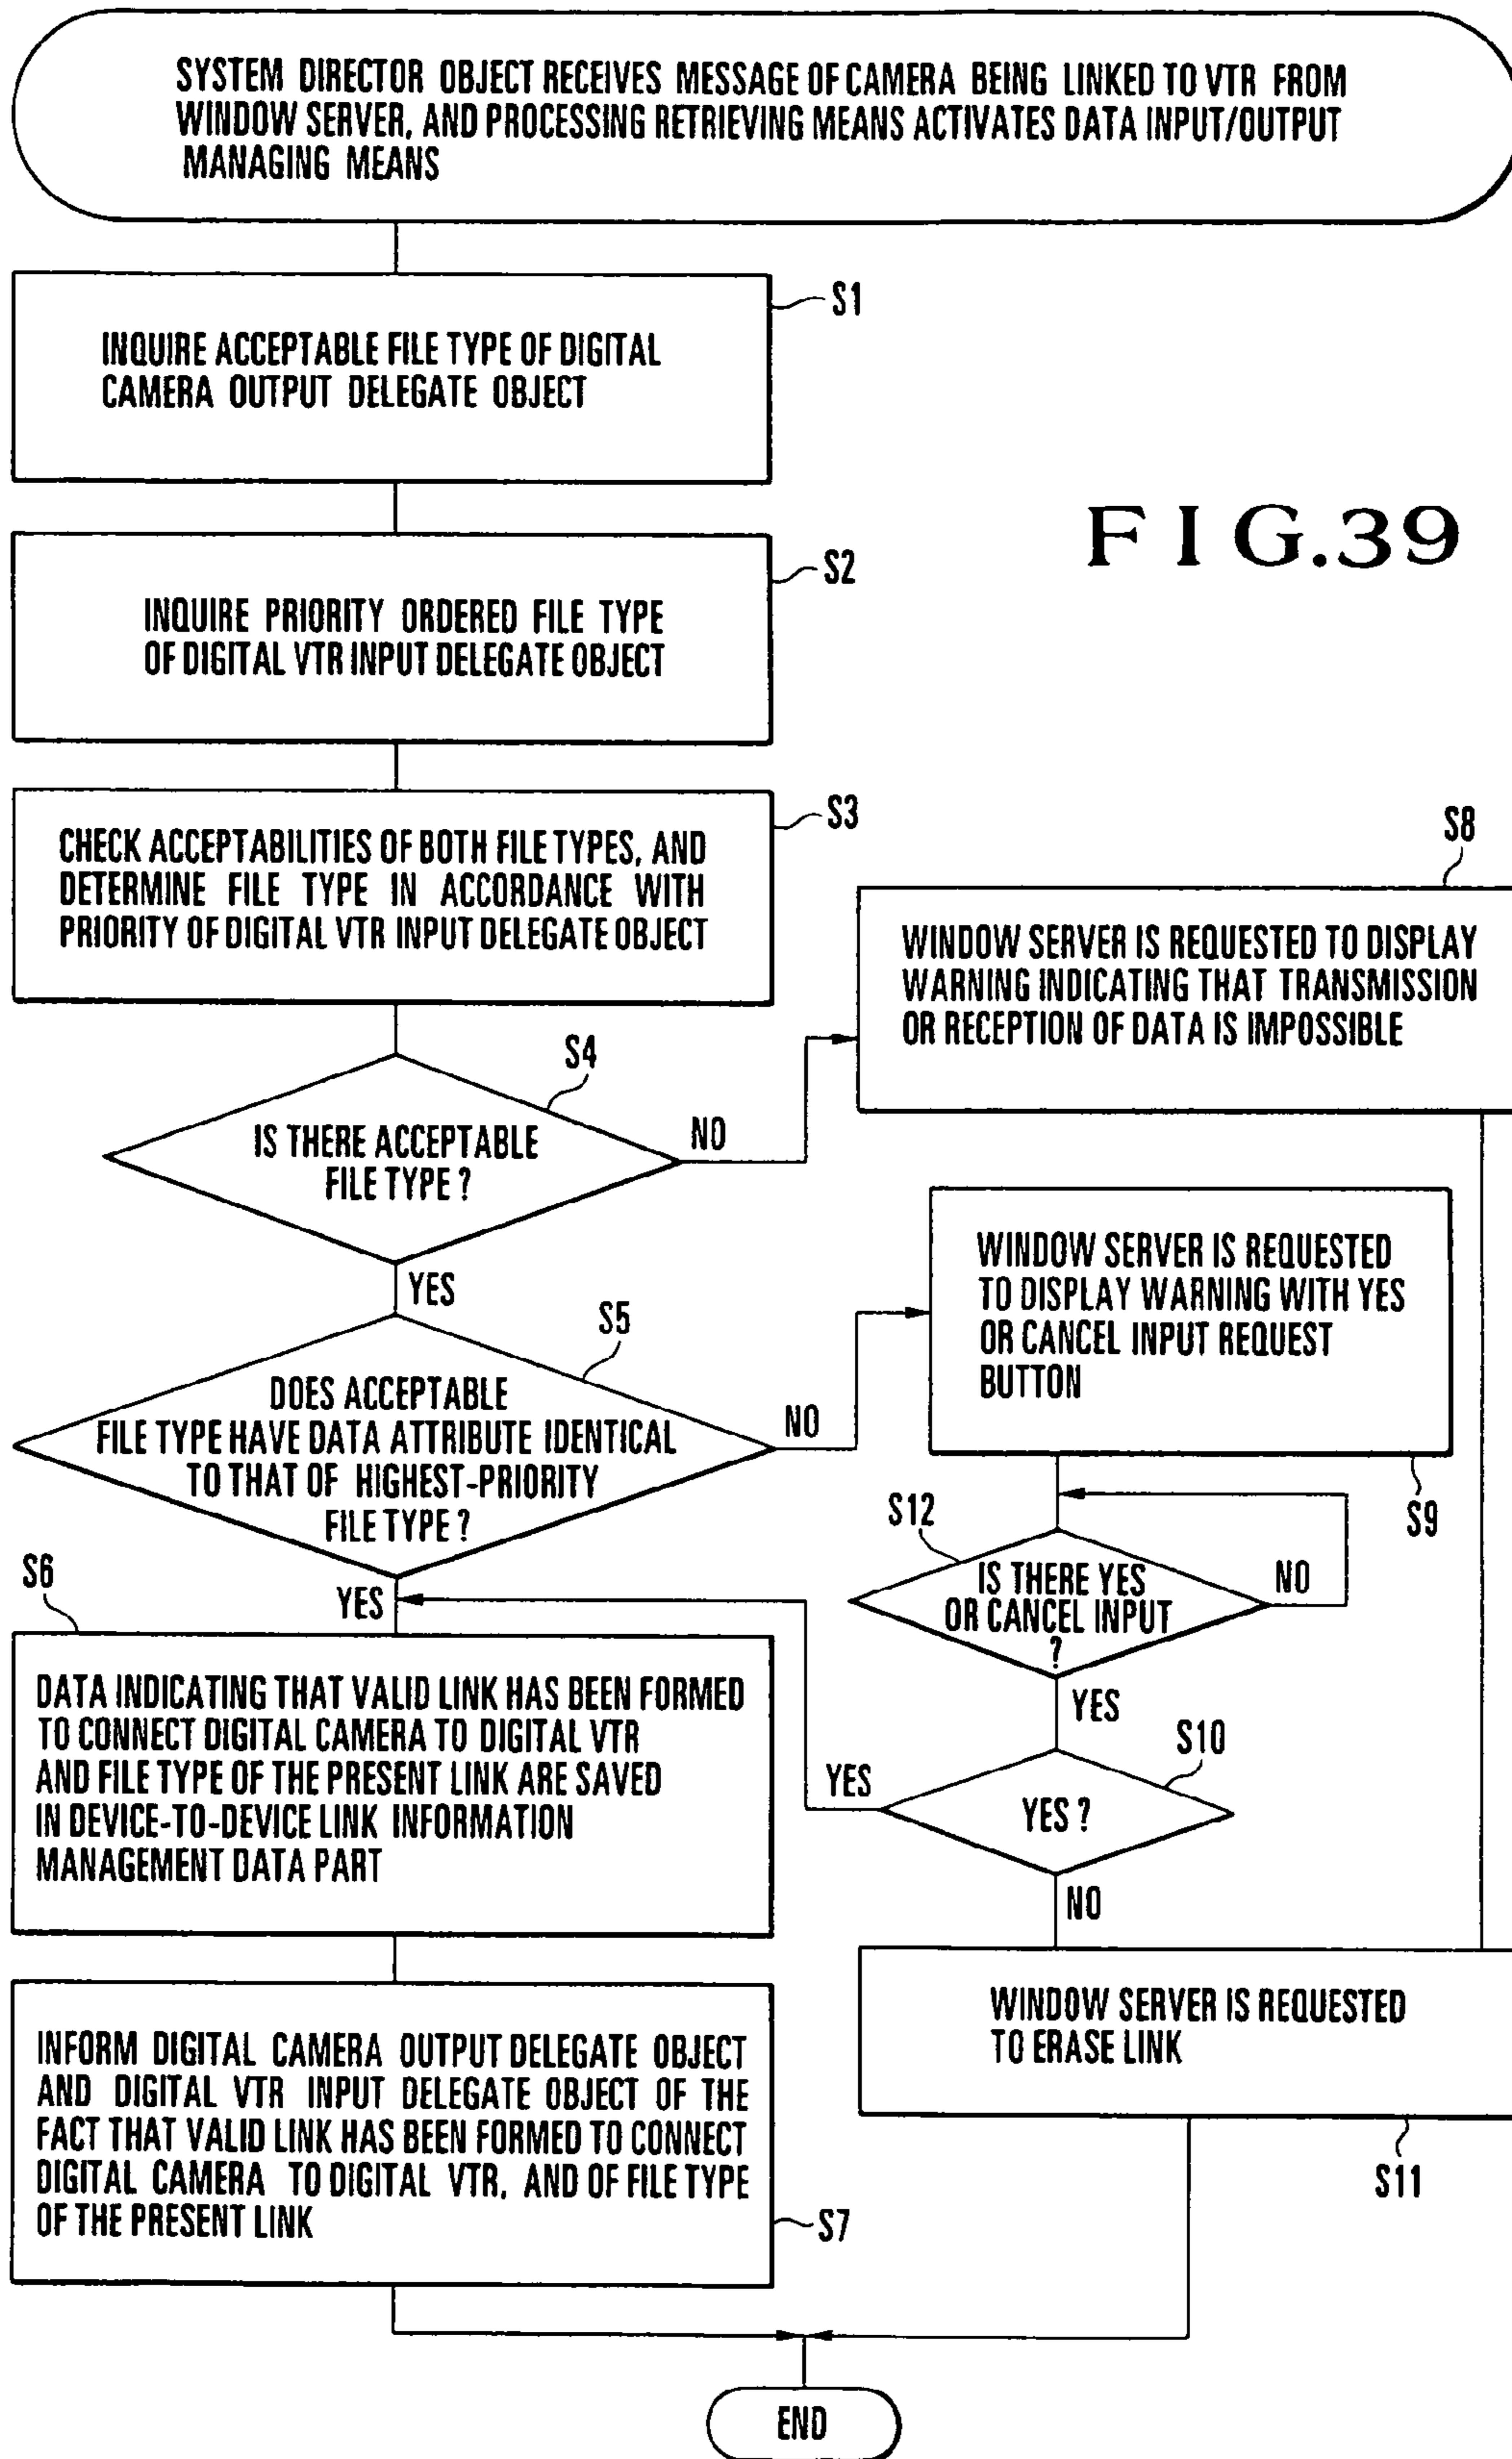 SYSTEM DIRECTOR OBJECT RECEIVES MESSAGE OF CAMERA BEING LINKED TO VTR FROM
WINDOW SERVER, AND PROCESSING RETRIEVING MEANS ACTIVATES DATA INPUT/OUTPUT
MANAGING MEANS
S1
INQUIRE ACCEPTABLE FILE TYPE OF DIGITAL
CAMERA OUTPUT DELEGATE OBJECT
FIG.39
S2
INQUIRE PRIORITY ORDERED FILE TYPE
OF DIGITAL VTR INPUT DELEGATE OBJECT
S3
CHECK ACCEPTABILITIES OF BOTH FILE TYPES, AND
DETERMINE FILE TYPE IN ACCORDANCE WITH
PRIORITY OF DIGITAL VTR INPUT DELEGATE OBJECT
S8
WINDOW SERVER IS REQUESTED TO DISPLAY
WARNING INDICATING THAT TRANSMISSION
OR RECEPTION OF DATA IS IMPOSSIBLE
S4
IS THERE ACCEPTABLE
FILE TYPE ?
NO
YES
S5
DOES ACCEPTABLE
FILE TYPE HAVE DATA ATTRIBUTE IDENTICAL
TO THAT OF HIGHEST-PRIORITY
FILE TYPE ?
NO
YES
WINDOW SERVER IS REQUESTED
TO DISPLAY WARNING WITH YES
OR CANCEL INPUT REQUEST
BUTTON
S9
S12
IS THERE YES
OR CANCEL INPUT
?
NO
YES
S10
YES ?
YES
NO
S6
DATA INDICATING THAT VALID LINK HAS BEEN FORMED
TO CONNECT DIGITAL CAMERA TO DIGITAL VTR
AND FILE TYPE OF THE PRESENT LINK ARE SAVED
IN DEVICE-TO-DEVICE LINK INFORMATION
MANAGEMENT DATA PART
WINDOW SERVER IS REQUESTED
TO ERASE LINK
S11
INFORM DIGITAL CAMERA OUTPUT DELEGATE OBJECT
AND DIGITAL VTR INPUT DELEGATE OBJECT OF THE
FACT THAT VALID LINK HAS BEEN FORMED TO CONNECT
DIGITAL CAMERA TO DIGITAL VTR, AND OF FILE TYPE
OF THE PRESENT LINK
S7
END